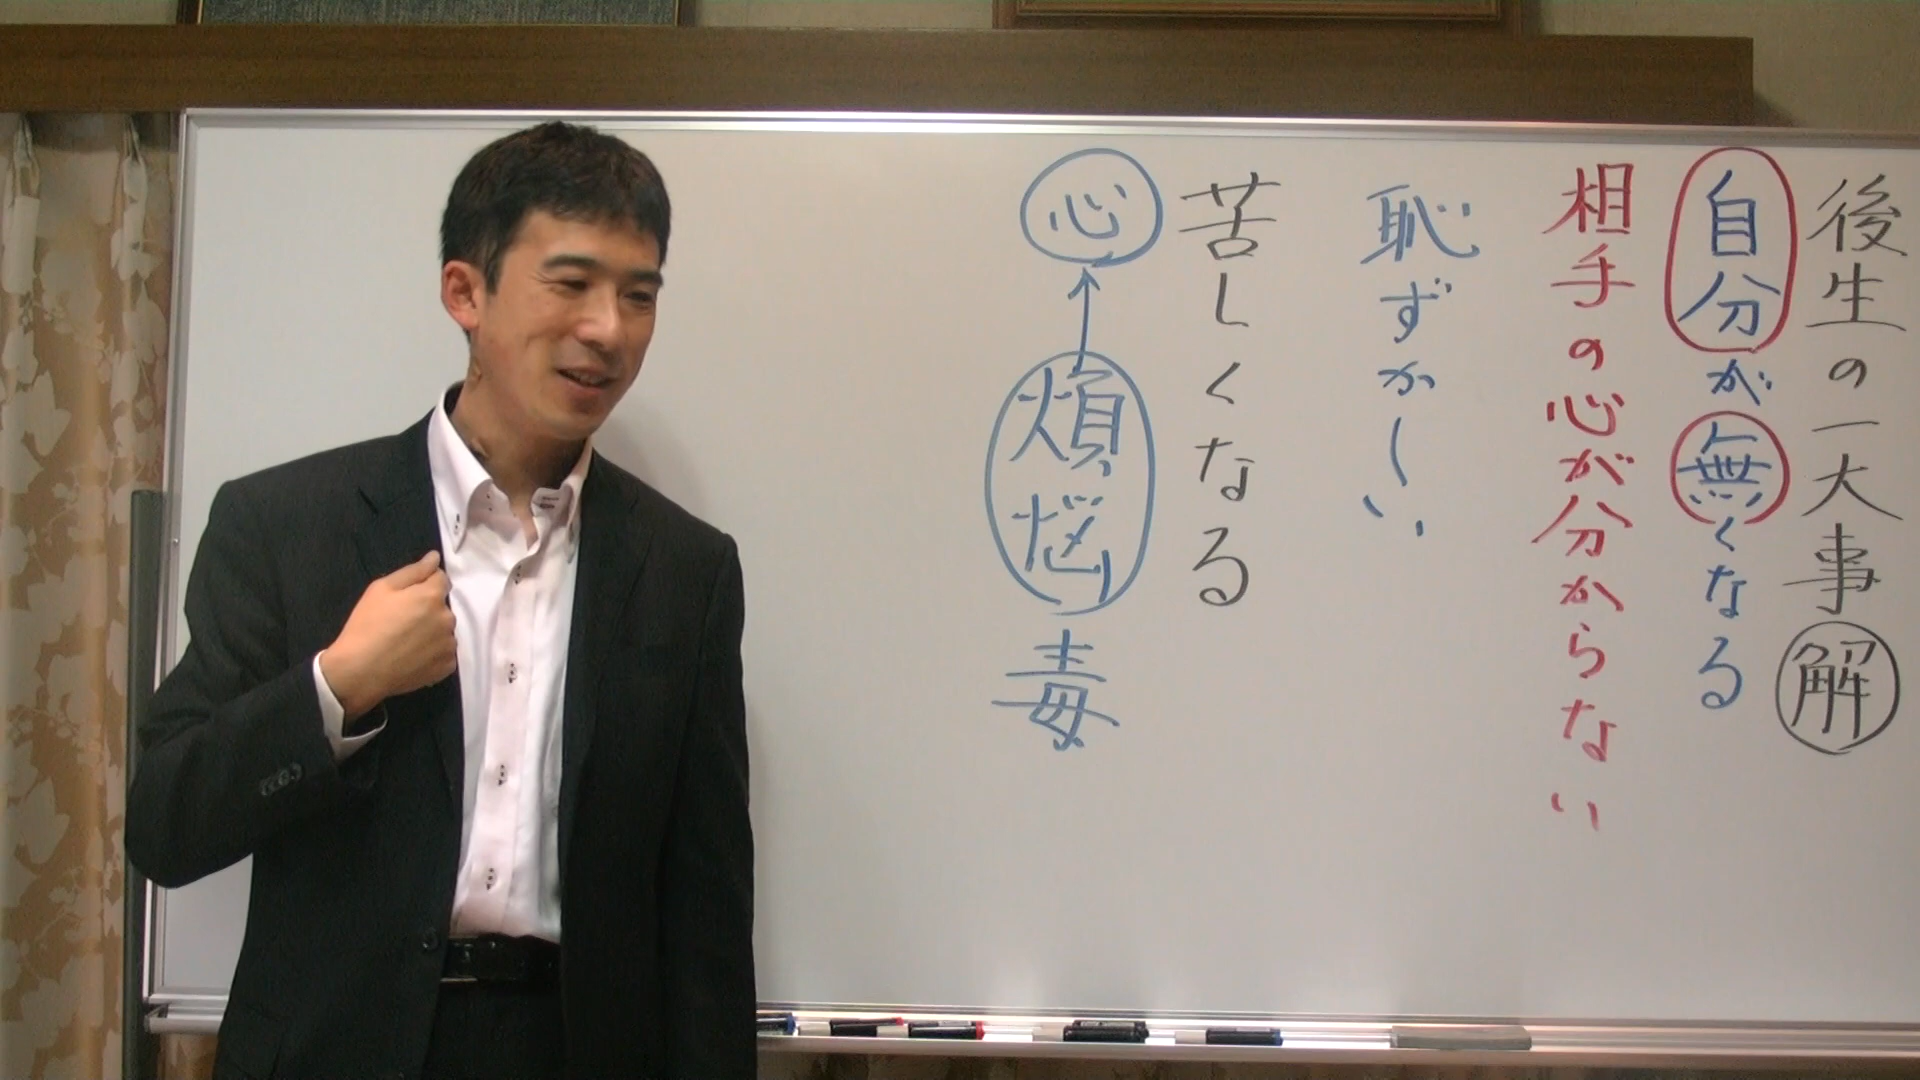 後生の一大事解
自分が無くなる
相手の心が分からない
恥ずかしい
苦しくなる
心
煩悩毒